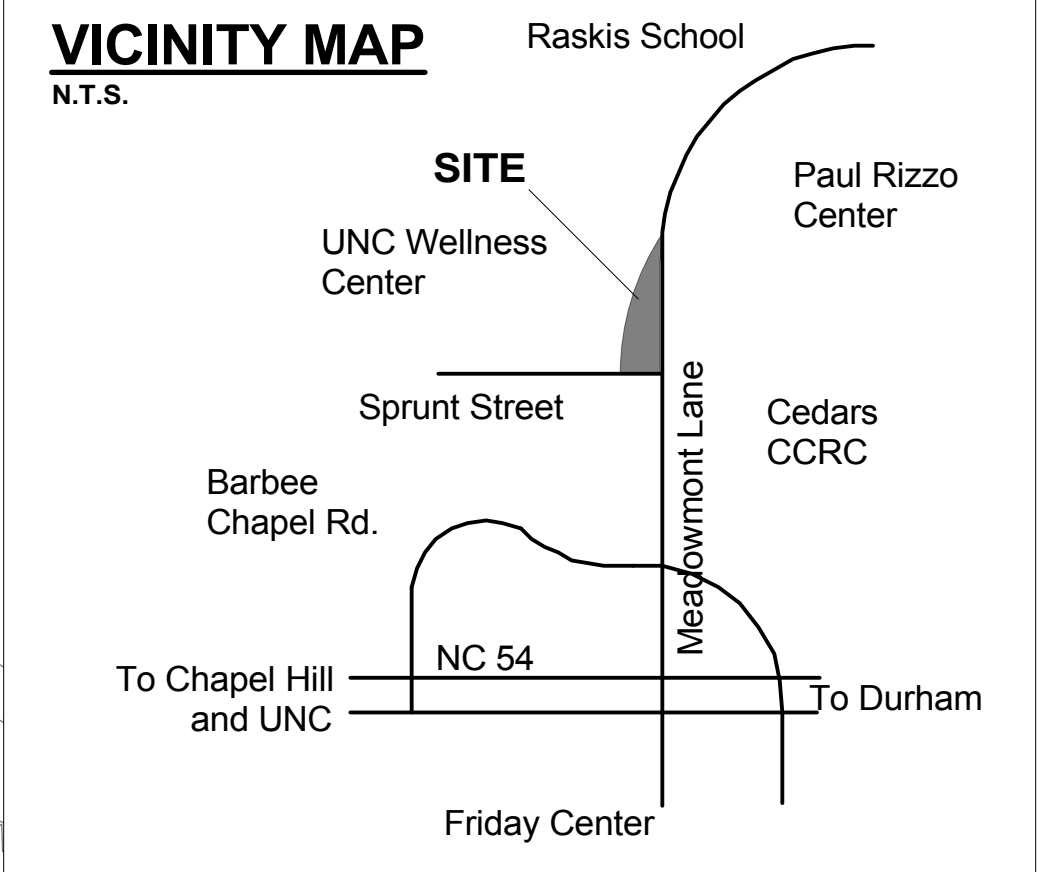 VICINITY MAP
N.T.S.
Raskis School
SITE
Paul Rizzo
Center
UNC Wellness
Center
Sprunt Street
Meadowmont Lane
Cedars
CCRC
Barbee
Chapel Rd.
NC 54
To Chapel Hill
and UNC
To Durham
Friday Center